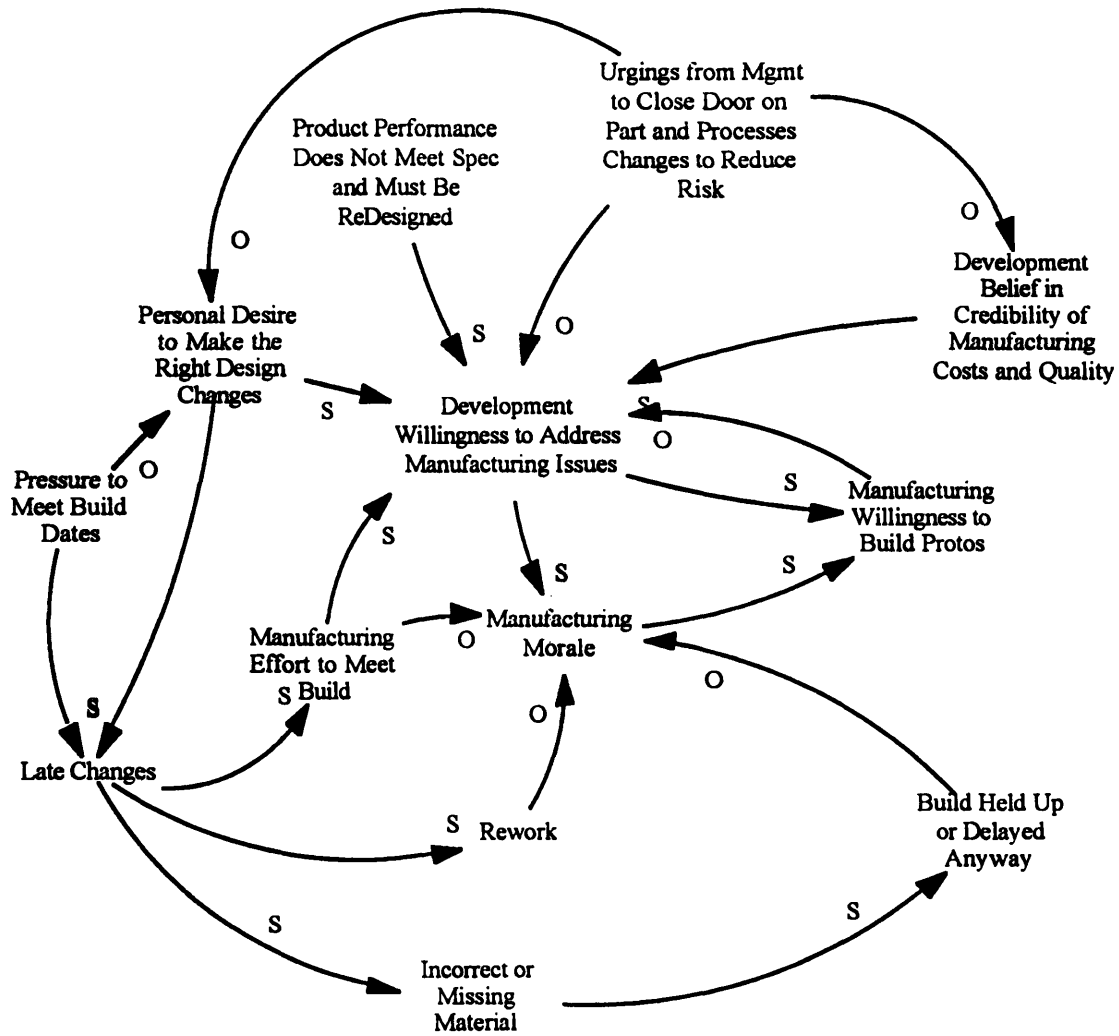 Urgings from Mgmt
to Close Door on
Part and Processes
Changes to Reduce
Risk
Product Performance
Does Not Meet Spec
and Must Be
ReDesigned
O
O
Development
Belief in
Credibility of
Manufacturing
Costs and Quality
Personal Desire
to Make the
Right Design
Changes
S
O
S
Development
Willingness to Address
Manufacturing Issues
S
O
Pressure to
Meet Build
Dates
O
S
Manufacturing
Willingness to
Build Protos
S
S
S
Manufacturing
Effort to Meet
Build
S
O
Manufacturing
Morale
O
O
S
Late Changes
S
Rework
Build Held Up
or Delayed
Anyway
S
S
Incorrect or
Missing
Material